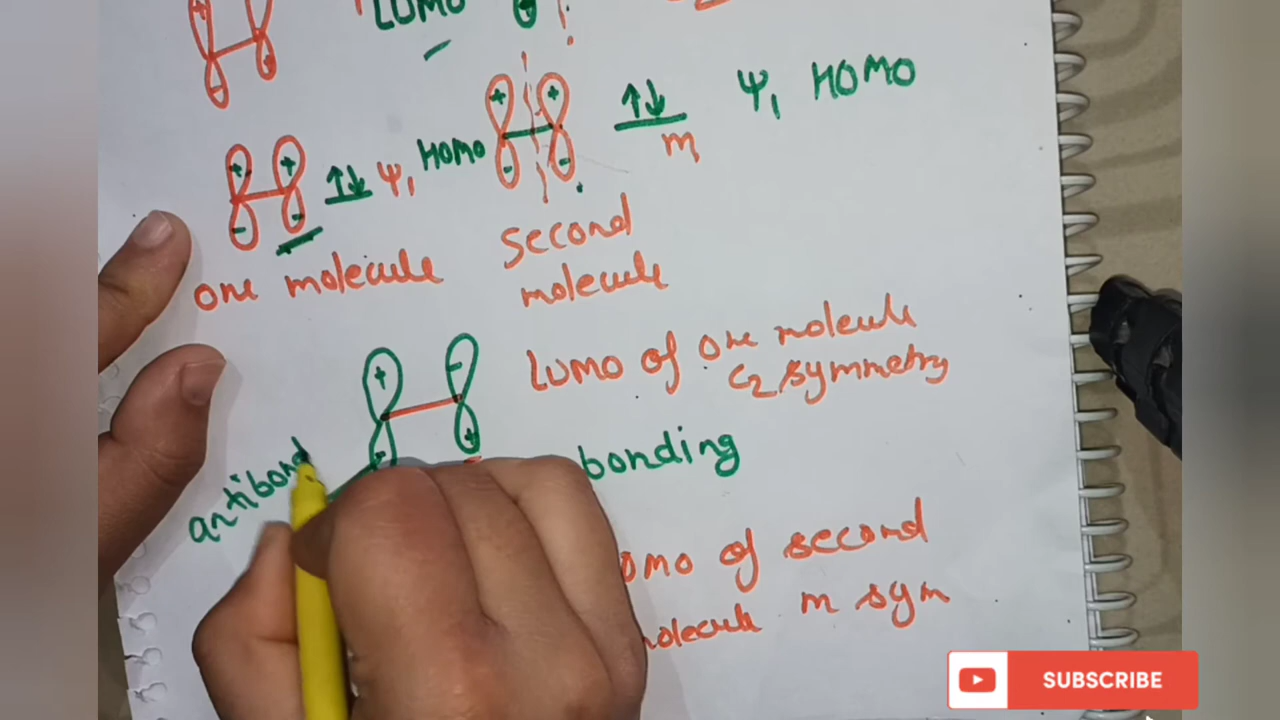 LUMO
ψ₁ HOMO
m
ψ₁ HOMO
one molecule
second
molecule
LUMO of one molecule
C2 symmetry
+ -
- +
antibond
bonding
omo of second
molecule m sym
SUBSCRIBE